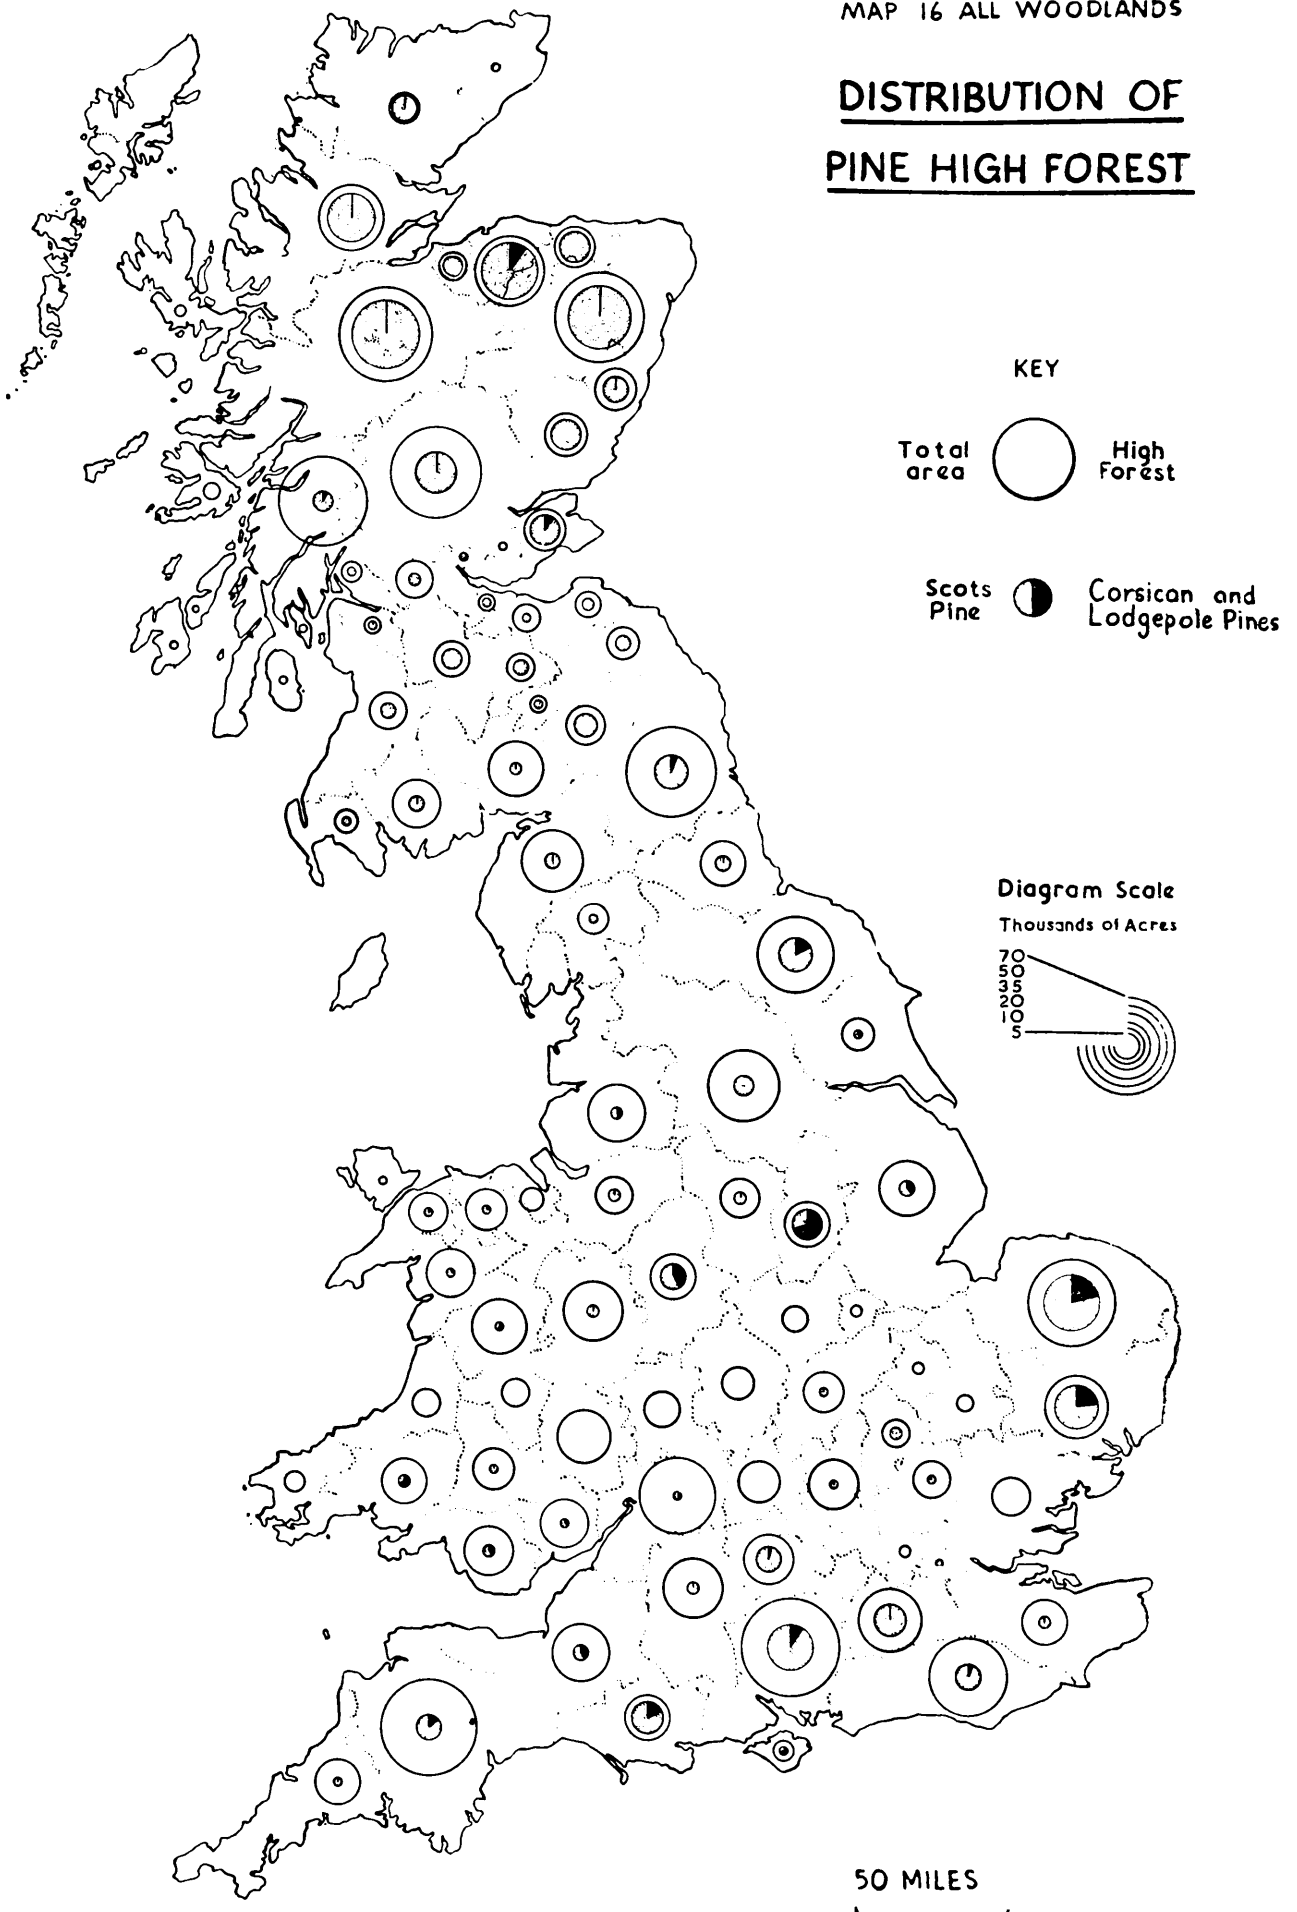 MAP 16 ALL WOODLANDS
DISTRIBUTION OF
PINE HIGH FOREST
KEY
Total area
High Forest
Scots Pine
Corsican and Lodgepole Pines
Diagram Scale
Thousands of Acres
70
50
35
20
10
5
50 MILES